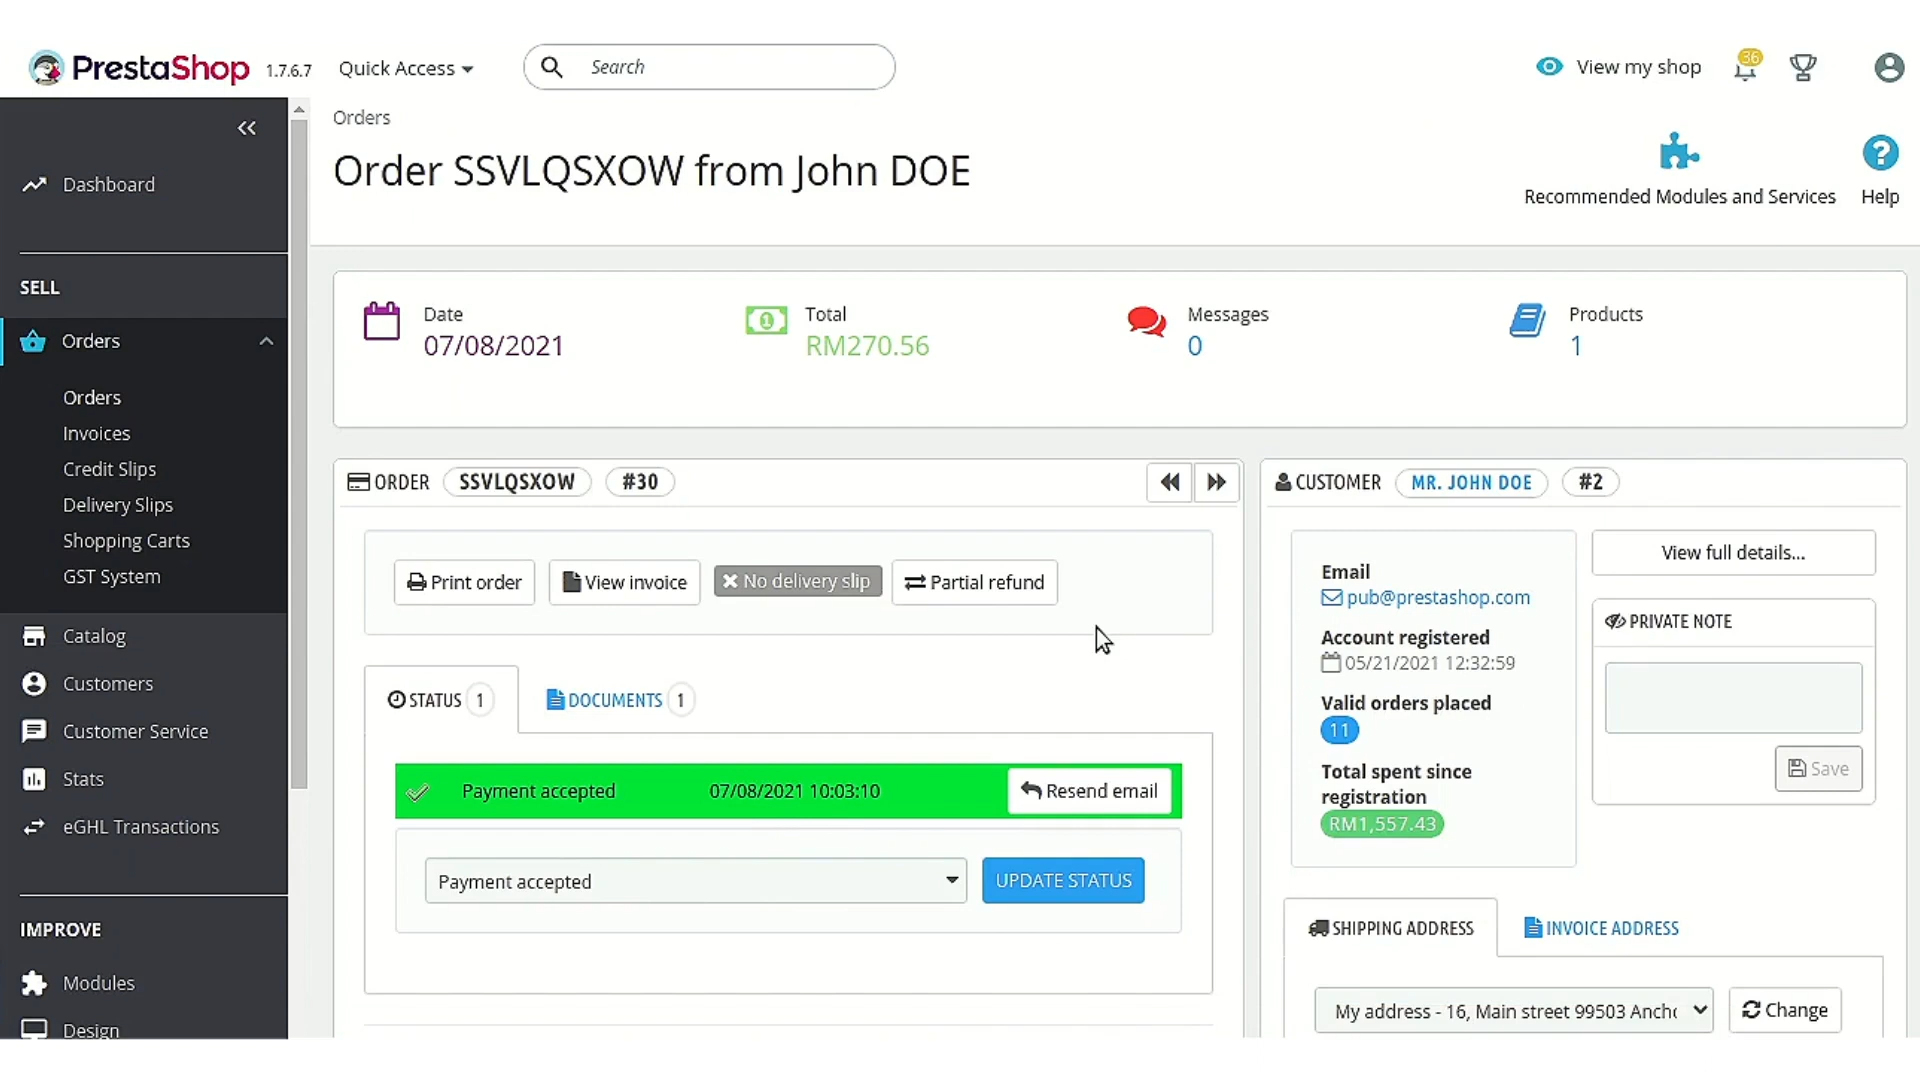 PrestaShop 1.7.6.7 Quick Access Search View my shop 36
Orders
Order SSVLQSXOW from John DOE
Recommended Modules and Services Help
Dashboard
SELL
Orders
Orders
Invoices
Credit Slips
Delivery Slips
Shopping Carts
GST System
Catalog
Customers
Customer Service
Stats
eGHL Transactions
IMPROVE
Modules
Design
Date
07/08/2021
Total
RM270.56
Messages
0
Products
1
ORDER SSVLQSXOW #30
Print order View invoice No delivery slip Partial refund
STATUS 1 DOCUMENTS 1
Payment accepted 07/08/2021 10:03:10 Resend email
Payment accepted UPDATE STATUS
CUSTOMER MR. JOHN DOE #2
Email
pub@prestashop.com
Account registered
05/21/2021 12:32:59
Valid orders placed
11
Total spent since
registration
RM1,557.43
View full details...
PRIVATE NOTE
Save
SHIPPING ADDRESS INVOICE ADDRESS
My address - 16, Main street 99503 Ancho Change